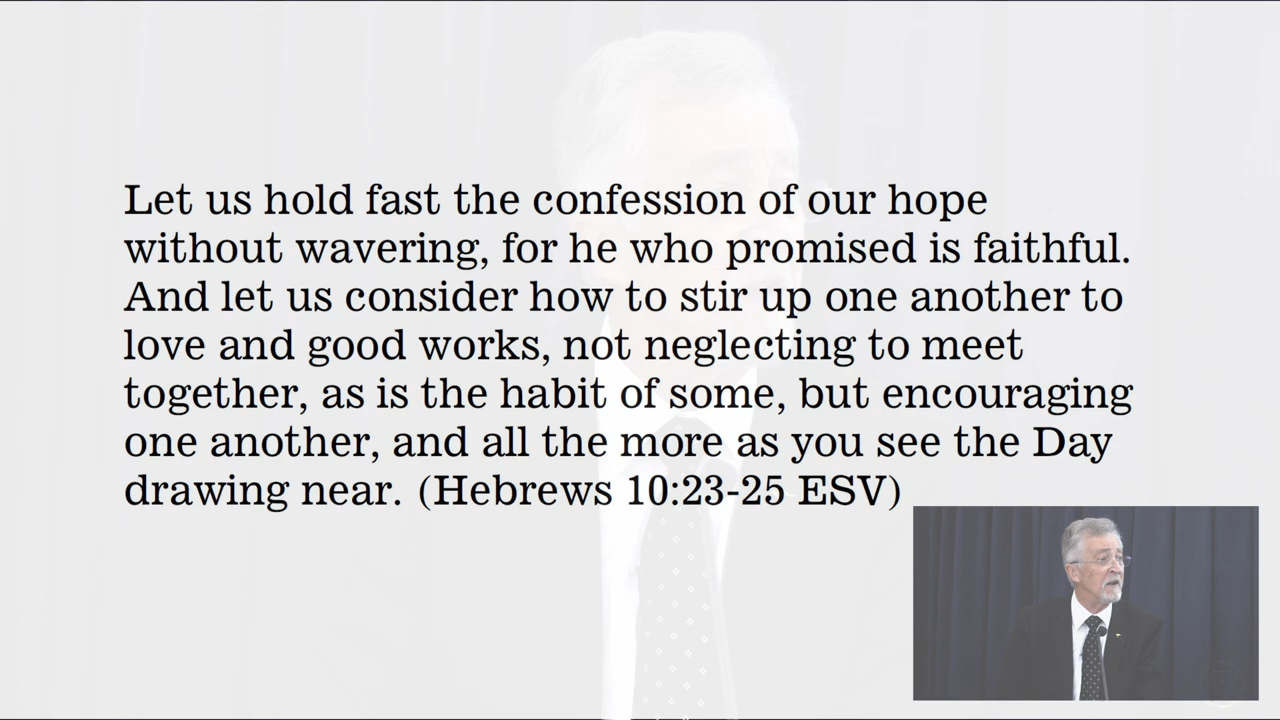 Let us hold fast the confession of our hope
without wavering, for he who promised is faithful.
And let us consider how to stir up one another to
love and good works, not neglecting to meet
together, as is the habit of some, but encouraging
one another, and all the more as you see the Day
drawing near. (Hebrews 10:23-25 ESV)